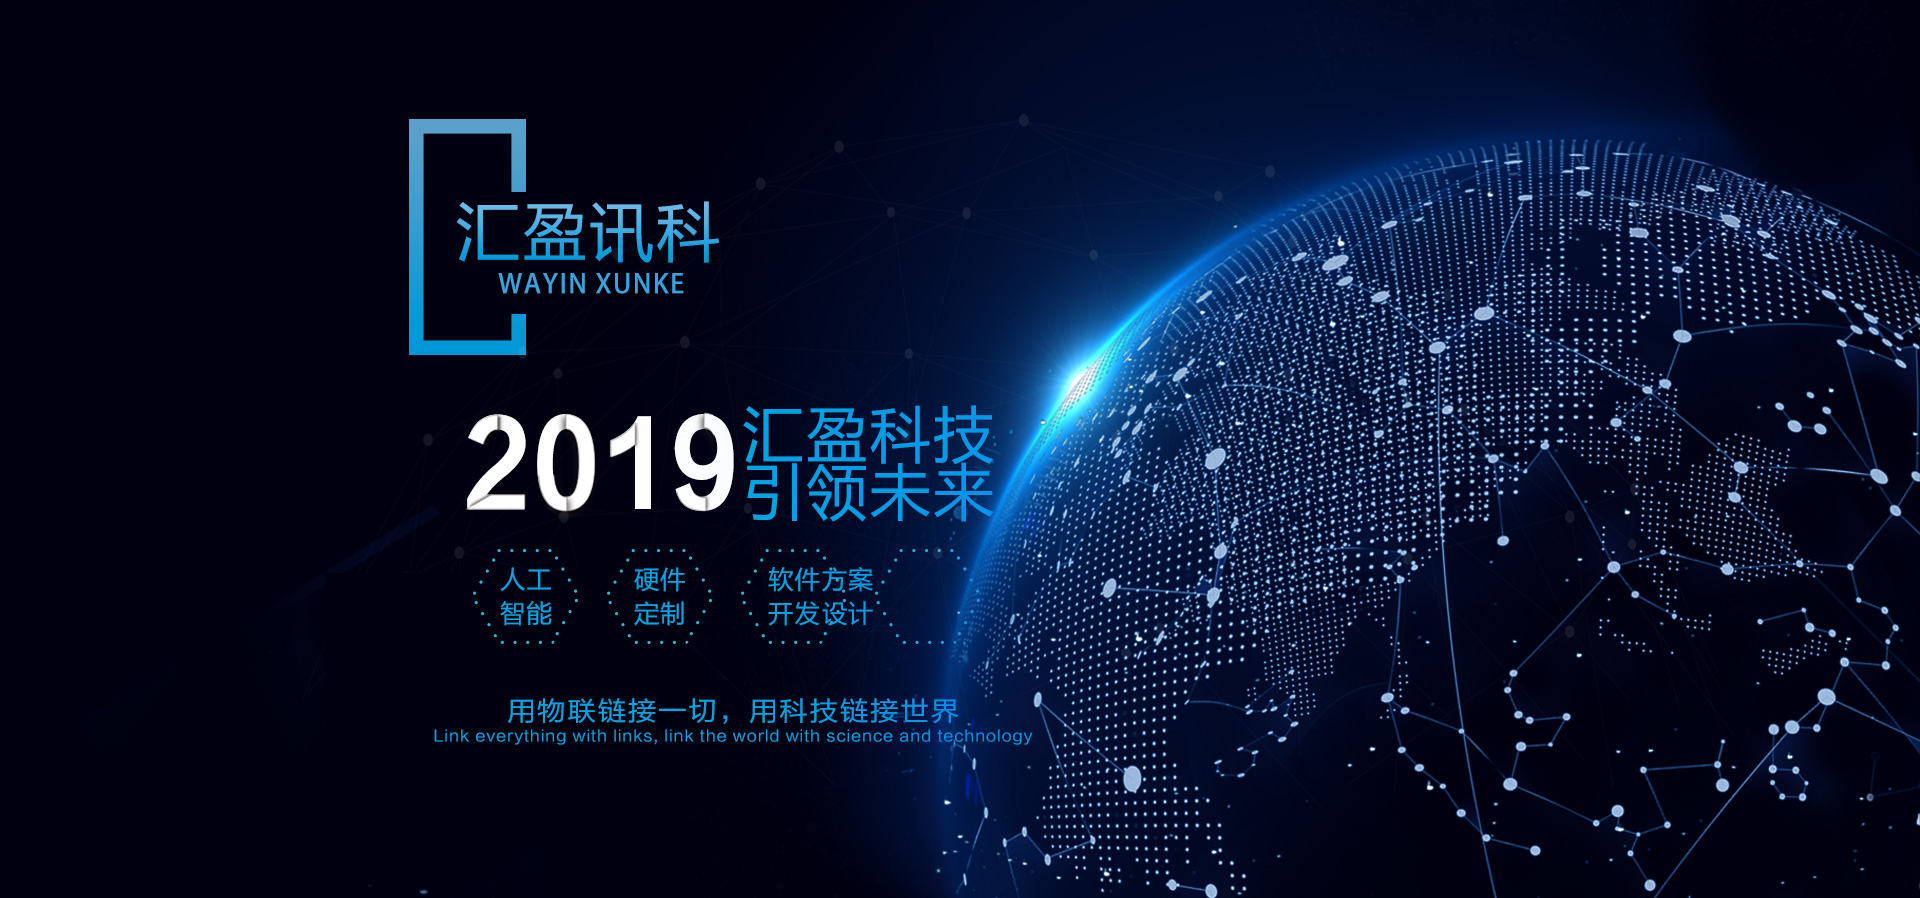 汇盈讯科
WAYIN XUNKE
2019 汇盈科技
引领未来
人工
智能
硬件
定制
软件方案
开发设计
用物联链接一切，用科技链接世界
Link everything with links, link the world with science and technology